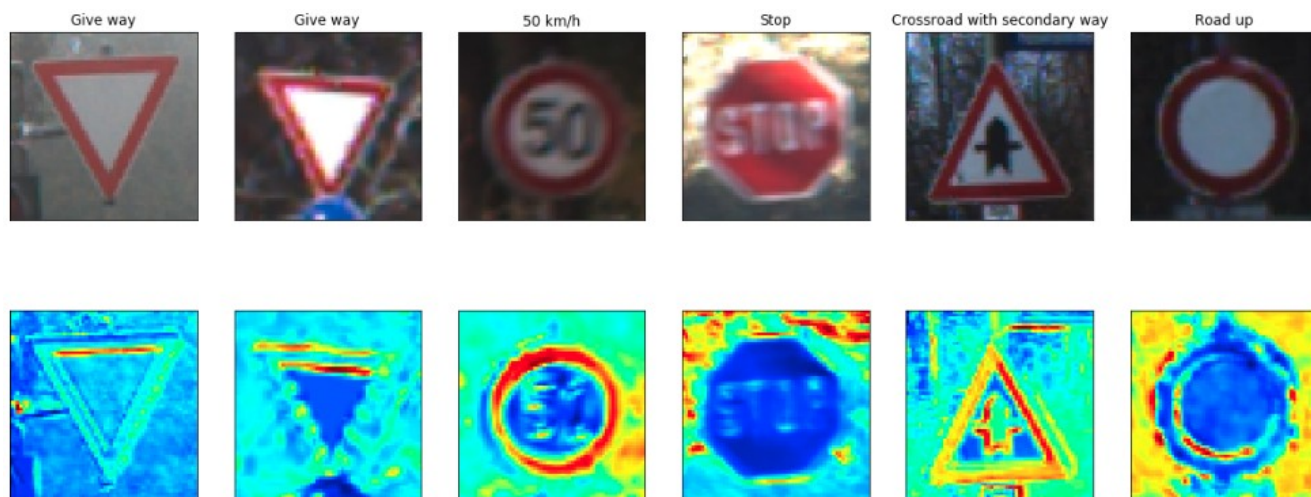 Give way
Give way
50 km/h
Stop
Crossroad with secondary way
Road up
50
STOP